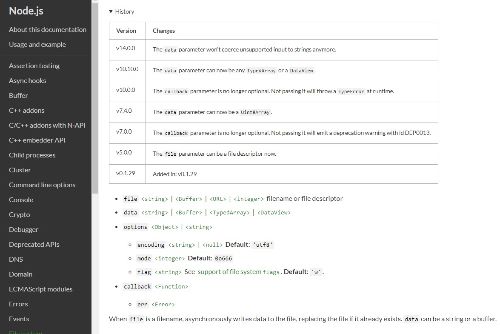 Node.js
About this documentation
Usage and example
Assertion testing
Async hooks
Buffer
C++ addons
C/C++ addons with N-API
C++ embedder API
Child processes
Cluster
Command line options
Console
Crypto
Debugger
Deprecated APIs
DNS
Domain
ECMAScript modules
Errors
Events
▼ History
Version Changes
v14.0.0 The data parameter won't coerce unsupported input to strings anymore.
v10.10.0 The data parameter can now be any TypedArray or a DataView.
v10.0.0 The callback parameter is no longer optional. Not passing it will throw a TypeError at runtime.
v7.4.0 The data parameter can now be a Uint8Array.
v7.0.0 The callback parameter is no longer optional. Not passing it will emit a deprecation warning with id DEP0013.
v5.0.0 The file parameter can be a file descriptor now.
v0.1.29 Added in: v0.1.29
• file <string> | <Buffer> | <URL> | <integer> filename or file descriptor
• data <string> | <Buffer> | <TypedArray> | <DataView>
• options <Object> | <string>
◦ encoding <string> | <null> Default: 'utf8'
◦ mode <integer> Default: 0o666
◦ flag <string> See support of file system flags. Default: 'w'.
• callback <Function>
◦ err <Error>
When file is a filename, asynchronously writes data to the file, replacing the file if it already exists. data can be a string or a buffer.